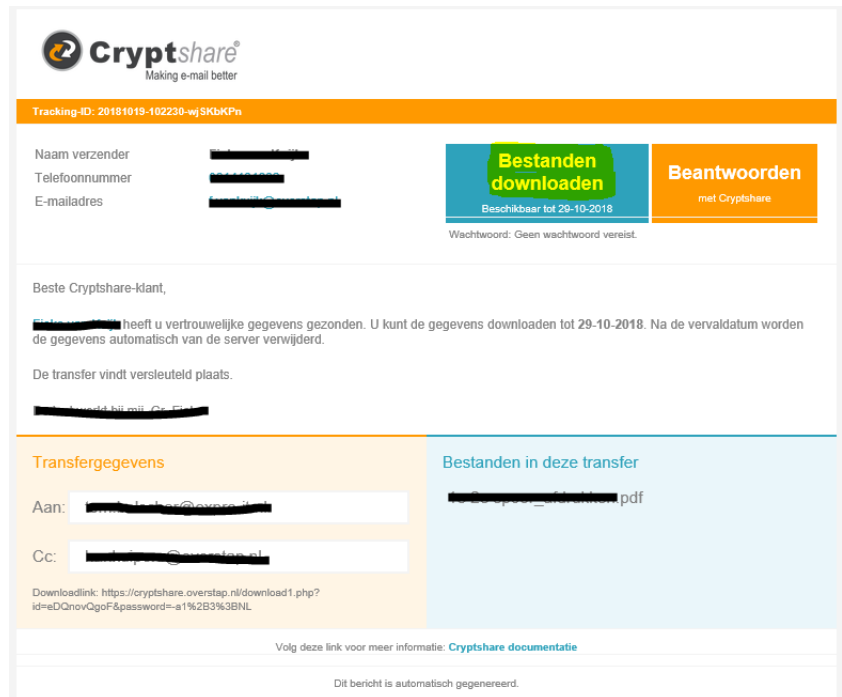 Cryptshare®
Making e-mail better
Tracking-ID: 20181019-102230-wjSKbKPn
Naam verzender
Telefoonnummer
E-mailadres
Bestanden
downloaden
Beschikbaar tot 29-10-2018
Beantwoorden
met Cryptshare
Wachtwoord: Geen wachtwoord vereist.
Beste Cryptshare-klant,
heeft u vertrouwelijke gegevens gezonden. U kunt de gegevens downloaden tot 29-10-2018. Na de vervaldatum worden
de gegevens automatisch van de server verwijderd.
De transfer vindt versleuteld plaats.
Transfergegevens
Aan:
Cc:
Downloadlink: https://cryptshare.overstap.nl/download1.php?
id=eDQnovQgoF&password=-a1%2B3%3BNL
Bestanden in deze transfer
.pdf
Volg deze link voor meer informatie: Cryptshare documentatie
Dit bericht is automatisch gegenereerd.